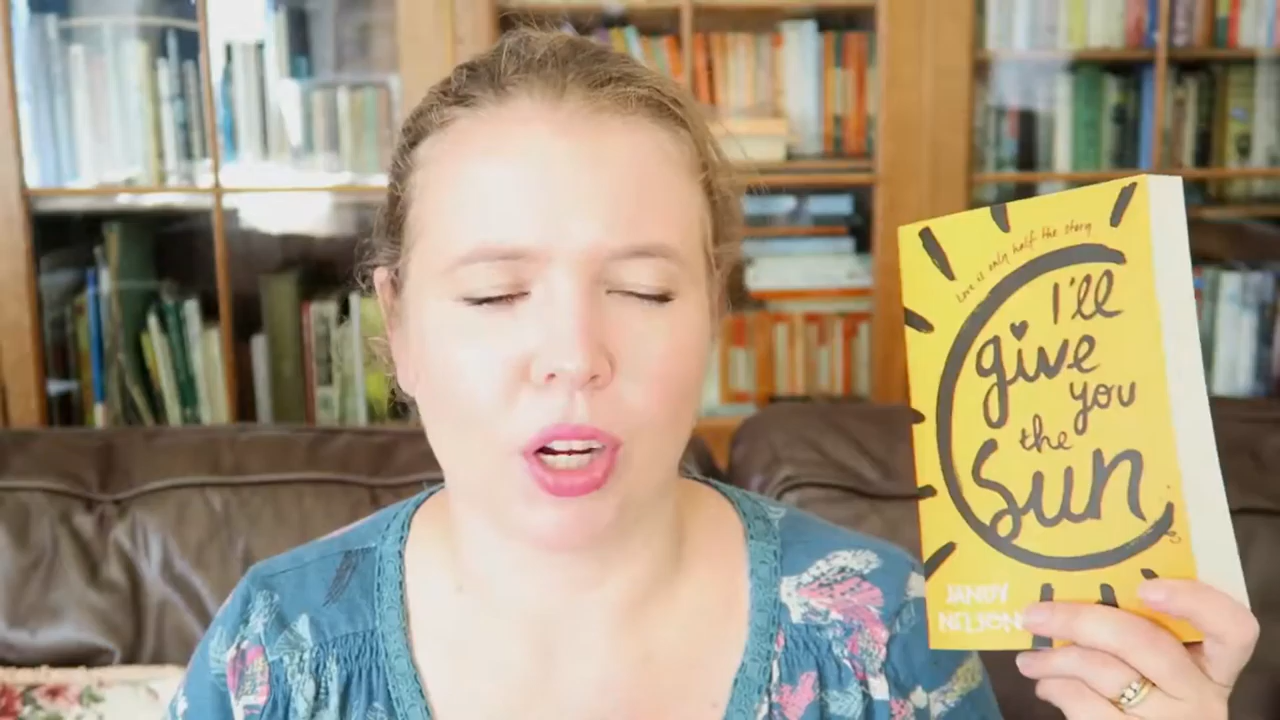 Love is only half the story
I'll
give
you
the
Sun
JANDY
NELSON